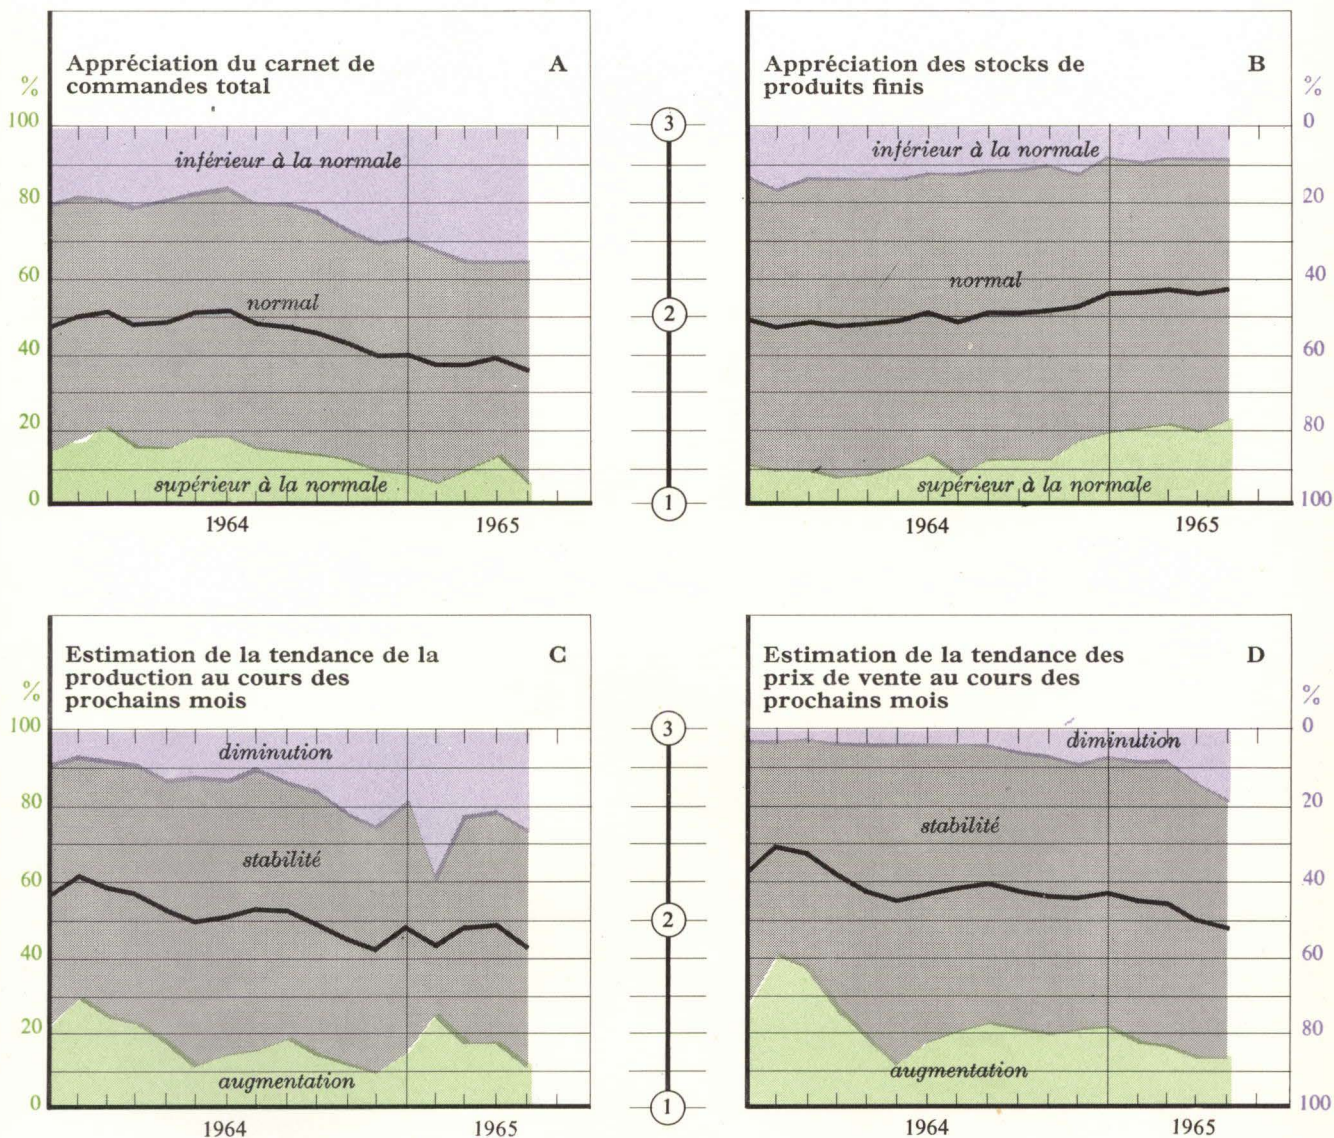 Appréciation du carnet de
commandes total
A
%
100
80
60
40
20
0
inférieur à la normale
normal
supérieur à la normale
1964
1965
3
2
1
Appréciation des stocks de
produits finis
B
%
0
20
40
60
80
100
inférieur à la normale
normal
supérieur à la normale
1964
1965
Estimation de la tendance de la
production au cours des
prochains mois
C
%
100
80
60
40
20
0
diminution
stabilité
augmentation
1964
1965
3
2
1
Estimation de la tendance des
prix de vente au cours des
prochains mois
D
%
0
20
40
60
80
100
diminution
stabilité
augmentation
1964
1965